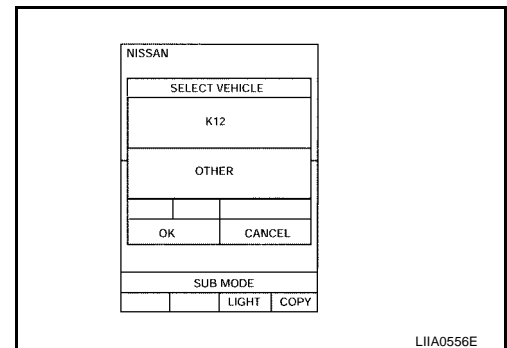 NISSAN
SELECT VEHICLE
K12
OTHER
OK CANCEL
SUB MODE
LIGHT COPY
LIIA0556E